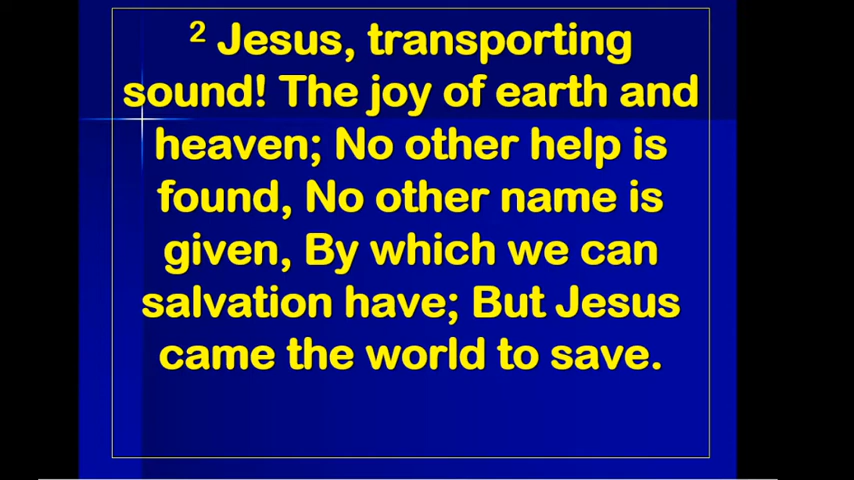 2 Jesus, transporting
sound! The joy of earth and
heaven; No other help is
found, No other name is
given, By which we can
salvation have; But Jesus
came the world to save.